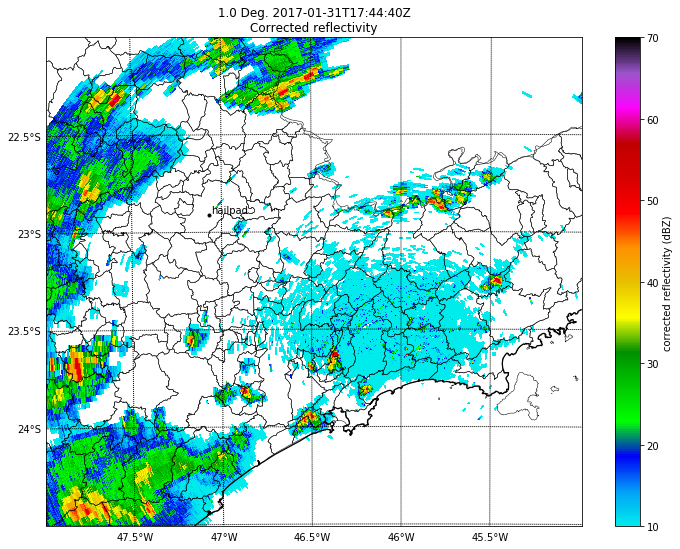 1.0 Deg. 2017-01-31T17:44:40Z
Corrected reflectivity
70
60
50
40
30
20
10
corrected reflectivity (dBZ)
22.5°S
23°S
23.5°S
24°S
hailpad
47.5°W
47°W
46.5°W
46°W
45.5°W